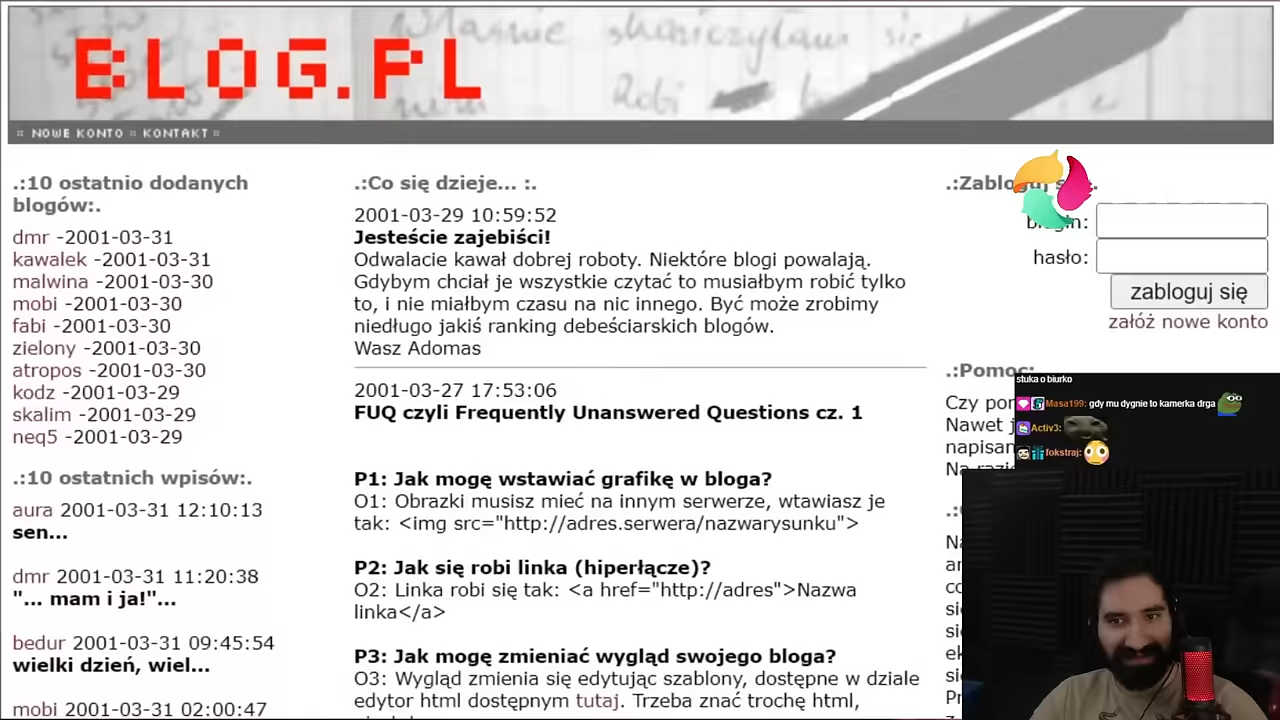 BLOG.PL
:: NOWE KONTO :: KONTAKT ::
.:10 ostatnio dodanych
blogów:.
dmr -2001-03-31
kawalek -2001-03-31
malwina -2001-03-30
mobi -2001-03-30
fabi -2001-03-30
zielony -2001-03-30
atropos -2001-03-30
kodz -2001-03-29
skalim -2001-03-29
neq5 -2001-03-29
.:10 ostatnich wpisów:.
aura 2001-03-31 12:10:13
sen...
dmr 2001-03-31 11:20:38
"... mam i ja!"...
bedur 2001-03-31 09:45:54
wielki dzień, wiel...
mobi 2001-03-31 02:00:47
.:Co się dzieje... :.
2001-03-29 10:59:52
Jesteście zajebiści!
Odwalacie kawał dobrej roboty. Niektóre blogi powalają.
Gdybym chciał je wszystkie czytać to musiałbym robić tylko
to, i nie miałbym czasu na nic innego. Być może zrobimy
niedługo jakiś ranking debeściarskich blogów.
Wasz Adomas
2001-03-27 17:53:06
FUQ czyli Frequently Unanswered Questions cz. 1
P1: Jak mogę wstawiać grafikę w bloga?
O1: Obrazki musisz mieć na innym serwerze, wtawiasz je
tak: <img src="http://adres.serwera/nazwarysunku">
P2: Jak się robi linka (hiperłącze)?
O2: Linka robi się tak: <a href="http://adres">Nazwa
linka</a>
P3: Jak mogę zmieniać wygląd swojego bloga?
O3: Wygląd zmienia się edytując szablony, dostępne w dziale
edytor html dostępnym tutaj. Trzeba znać trochę html,
.:Zabloguj
hasło:
zabloguj się
załóż nowe konto
.:Pomoc:
Czy
Nawet
stuka o biurko
Masa199: gdy mu dygnie to kamerka drga
Activ3:
fokstraj: